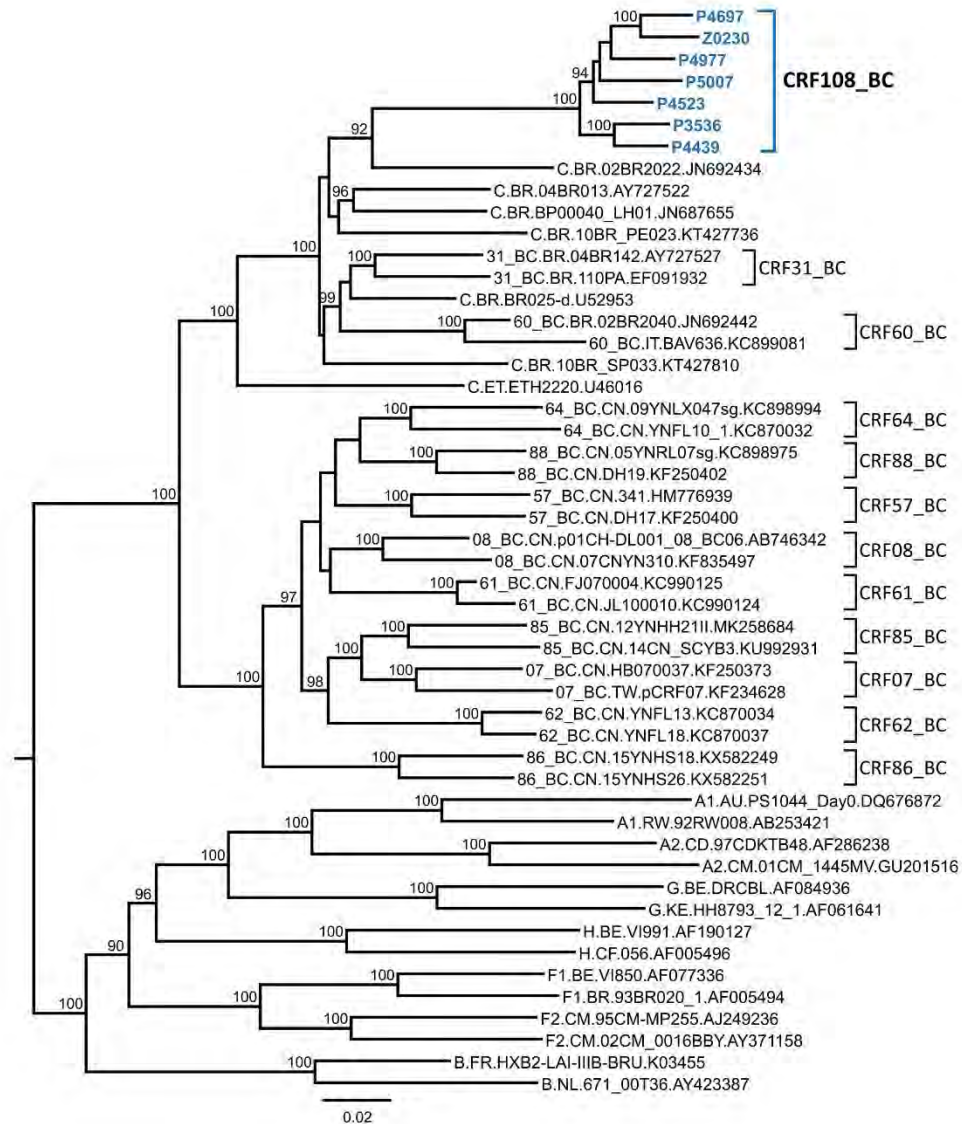 100
P4697
Z0230
P4977
94
P5007
CRF108_BC
100
P4523
100
P3536
P4439
92
C.BR.02BR2022.JN692434
96
C.BR.04BR013.AY727522
C.BR.BP00040_LH01.JN687655
C.BR.10BR_PE023.KT427736
100
100
31_BC.BR.04BR142.AY727527
31_BC.BR.110PA.EF091932
CRF31_BC
99
C.BR.BR025-d.U52953
100
100
60_BC.BR.02BR2040.JN692442
60_BC.IT.BAV636.KC899081
CRF60_BC
C.BR.10BR_SP033.KT427810
C.ET.ETH2220.U46016
100
64_BC.CN.09YNLX047sg.KC898994
64_BC.CN.YNFL10_1.KC870032
CRF64_BC
100
88_BC.CN.05YNRL07sg.KC898975
88_BC.CN.DH19.KF250402
CRF88_BC
100
100
57_BC.CN.341.HM776939
57_BC.CN.DH17.KF250400
CRF57_BC
100
08_BC.CN.p01CH-DL001_08_BC06.AB746342
08_BC.CN.07CNYN310.KF835497
CRF08_BC
100
61_BC.CN.FJ070004.KC990125
61_BC.CN.JL100010.KC990124
CRF61_BC
97
100
85_BC.CN.12YNHH21II.MK258684
85_BC.CN.14CN_SCYB3.KU992931
CRF85_BC
100
100
07_BC.CN.HB070037.KF250373
07_BC.TW.pCRF07.KF234628
CRF07_BC
98
100
62_BC.CN.YNFL13.KC870034
62_BC.CN.YNFL18.KC870037
CRF62_BC
100
100
86_BC.CN.15YNHS18.KX582249
86_BC.CN.15YNHS26.KX582251
CRF86_BC
100
A1.AU.PS1044_Day0.DQ676872
A1.RW.92RW008.AB253421
100
100
A2.CD.97CDKTB48.AF286238
A2.CM.01CM_1445MV.GU201516
100
100
G.BE.DRCBL.AF084936
G.KE.HH8793_12_1.AF061641
96
100
H.BE.VI991.AF190127
H.CF.056.AF005496
90
100
F1.BE.VI850.AF077336
F1.BR.93BR020_1.AF005494
100
100
F2.CM.95CM-MP255.AJ249236
F2.CM.02CM_0016BBY.AY371158
100
100
B.FR.HXB2-LAI-IIIB-BRU.K03455
B.NL.671_00T36.AY423387
0.02